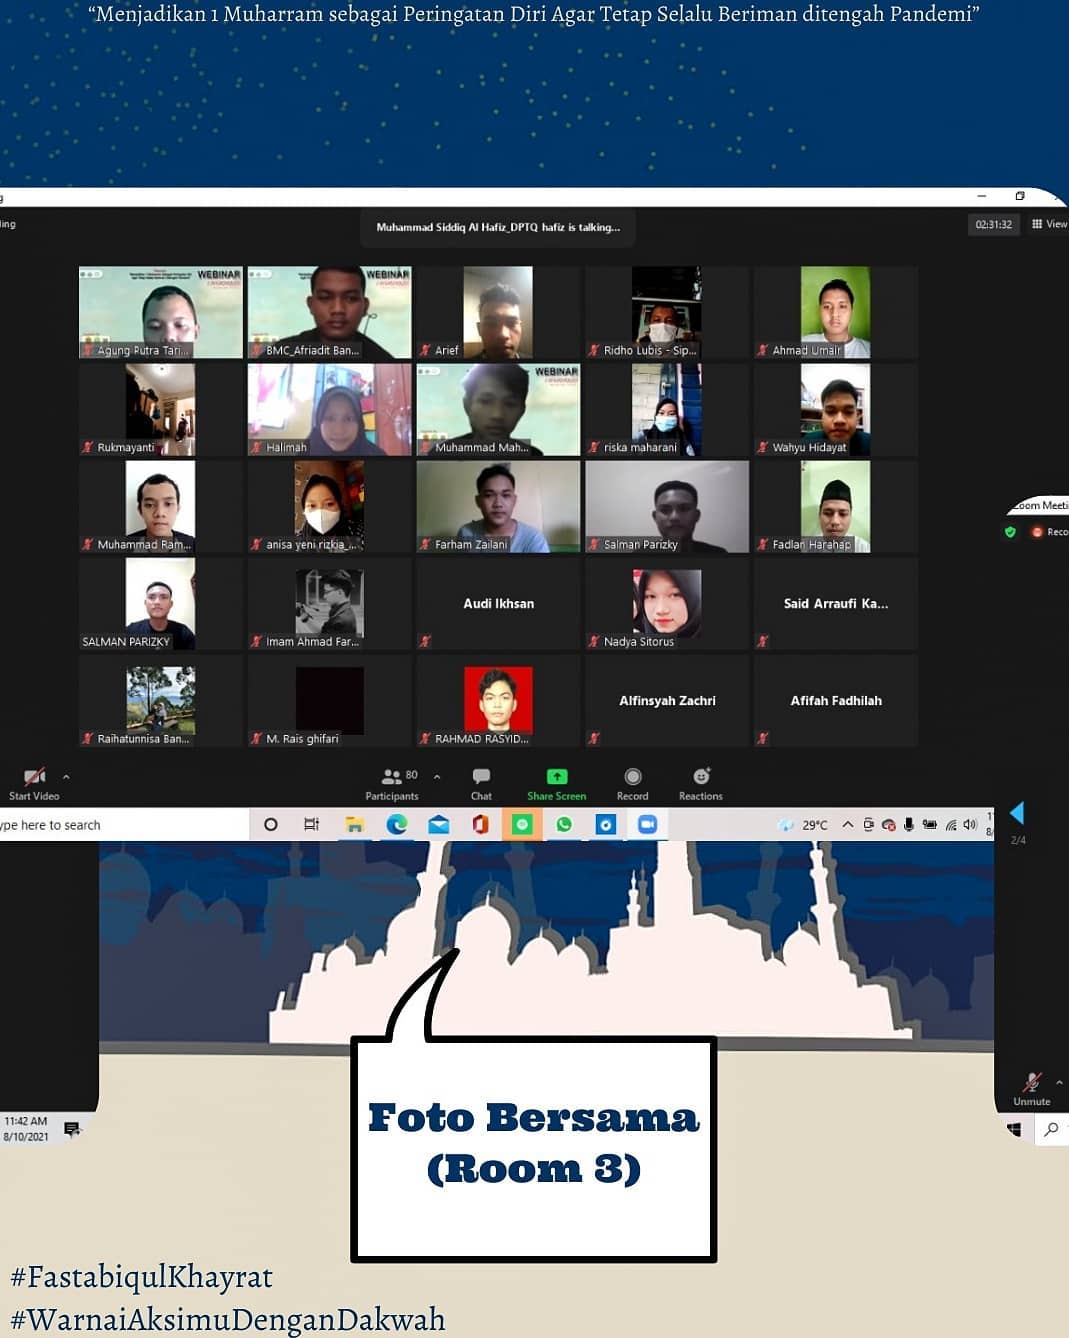 “Menjadikan 1 Muharram sebagai Peringatan Diri Agar Tetap Selalu Beriman ditengah Pandemi”
Muhammad Siddiq Al Hafiz_DPTQ hafiz is talking...
02:31:32
View
WEBINAR
WEBINAR
Agung Putra Tari...
BMC_Afriadit Ban...
Arief
Ridho Lubis - Sip...
Ahmad Umair
WEBINAR
Rukmayanti
Halimah
Muhammad Mah...
riska maharani
Wahyu Hidayat
Muhammad Ram...
anisa yeni rizkia_...
Farham Zailani
Salman Parizky
Fadlan Harahap
Zoom Meeti
Reco
SALMAN PARIZKY
Imam Ahmad Far...
Audi Ikhsan
Nadya Sitorus
Said Arraufi Ka...
Raihatunnisa Ban...
M. Rais ghifari
RAHMAD RASYID...
Alfinsyah Zachri
Afifah Fadhilah
Start Video
80
Participants
Chat
Share Screen
Record
Reactions
ype here to search
29°C
2/4
Unmute
11:42 AM
8/10/2021
Foto Bersama
(Room 3)
#FastabiqulKhayrat
#WarnaiAksimuDenganDakwah